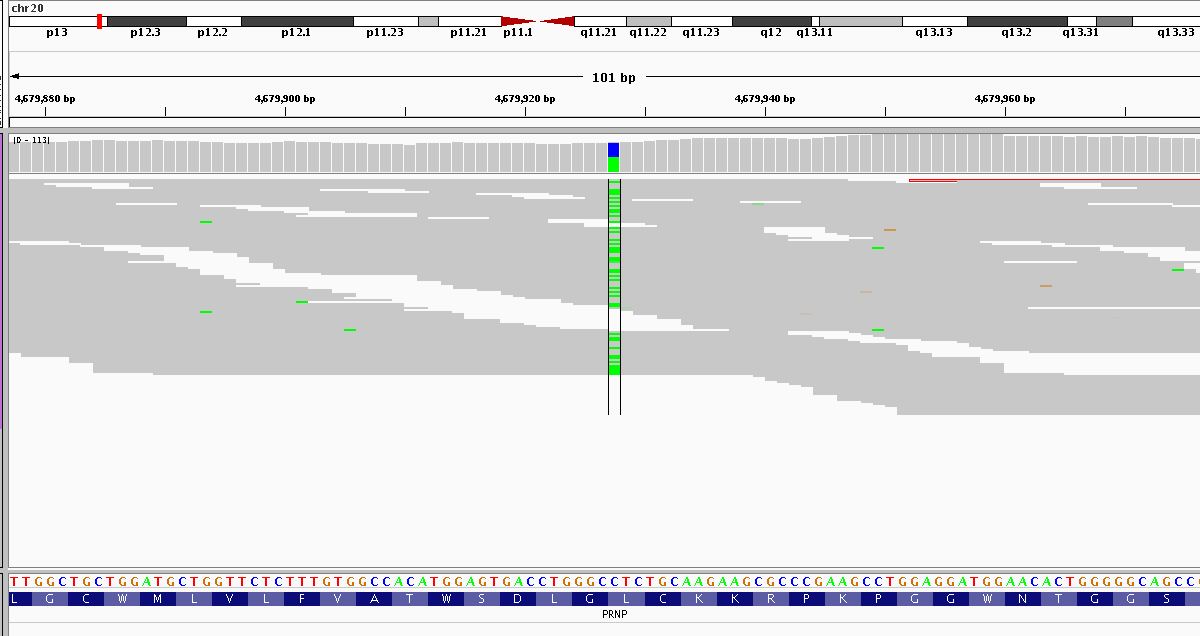 chr20
p13 p12.3 p12.2 p12.1 p11.23 p11.21 p11.1 q11.21 q11.22 q11.23 q12 q13.11 q13.13 q13.2 q13.31 q13.33
101 bp
4,679,880 bp 4,679,900 bp 4,679,920 bp 4,679,940 bp 4,679,960 bp
[0 - 113]
TTGGCTGCTGGATGCTGGTTCTCTTTGTGGCCACATGGAGTGACCTGGGCCTCTGCAAGAAGCGCCCGAAGCCTGGAGGATGGAACACTGGGGGCAGCC
L G C W M L V L F V A T W S D L G L C K K R P K P G G W N T G G S
PRNP